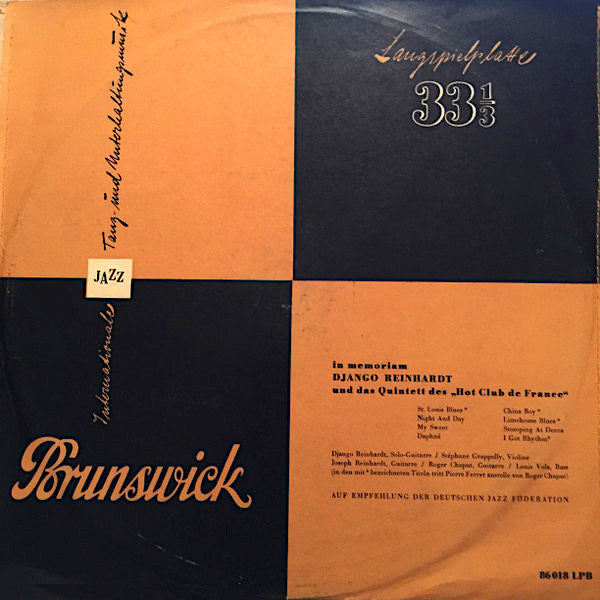 Langspielplatte
33 1/3
Internationale JAZZ Tanz- und Unterhaltungsmusik
Brunswick
in memoriam
DJANGO REINHARDT
und das Quintett des „Hot Club de France“
St. Louis Blues*
Night And Day
My Sweet
Daphné
China Boy*
Limehouse Blues*
Stomping At Decca
I Got Rhythm*
Django Reinhardt, Solo-Guitarre / Stéphane Grappelly, Violine
Joseph Reinhardt, Guitarre / Roger Chaput, Guitarre / Louis Vola, Bass
(in den mit * bezeichneten Titeln tritt Pierre Ferret anstelle von Roger Chaput)
AUF EMPFEHLUNG DER DEUTSCHEN JAZZ FÖDERATION
86018 LPB